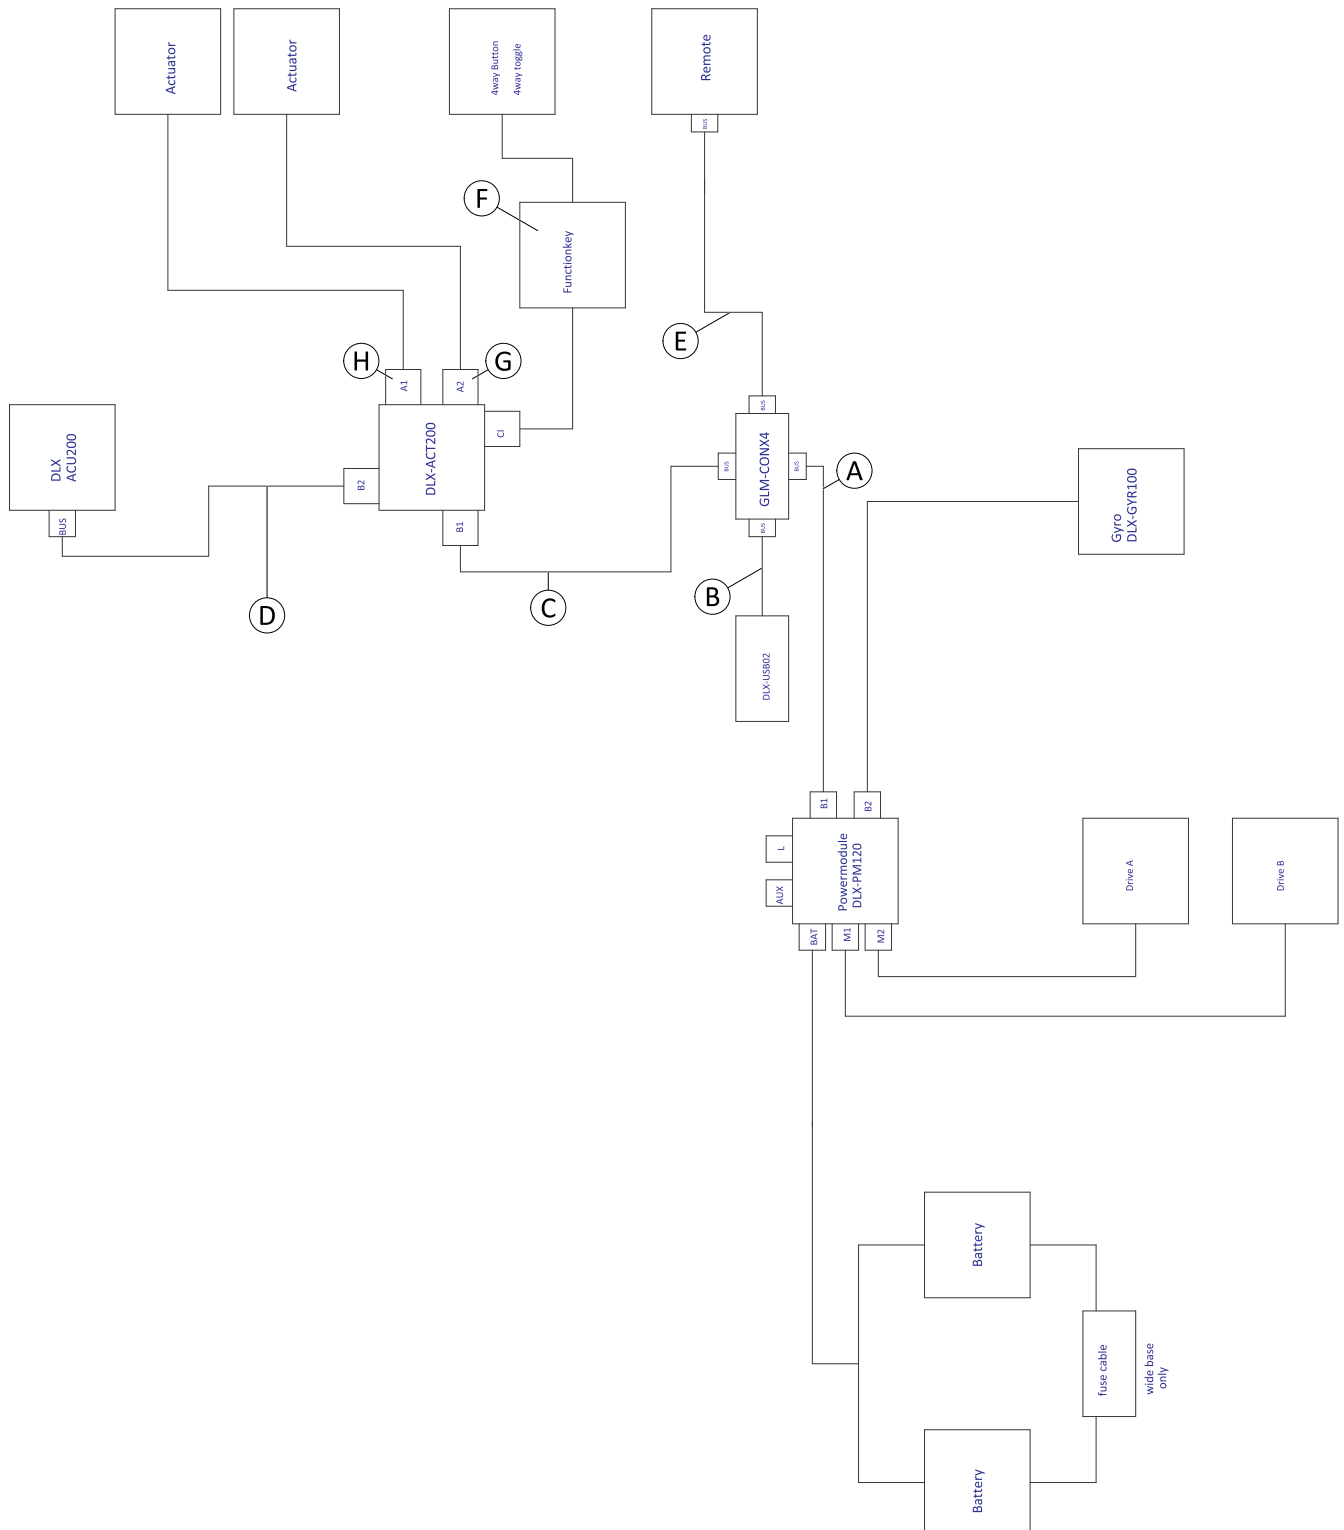 Actuator
Actuator
4way Button
4way toggle
Remote
BUS
F
Functionkey
E
H
G
A1
A2
CI
DLX
ACU200
BUS
DLX-ACT200
B2
B1
BUS
BUS
GLM-CONX4
BUS
BUS
A
Gyro
DLX-GYR100
D
C
B
DLX-USB02
B1
B2
L
AUX
Powermodule
DLX-PM120
BAT
M1
M2
Drive A
Drive B
Battery
fuse cable
wide base
only
Battery